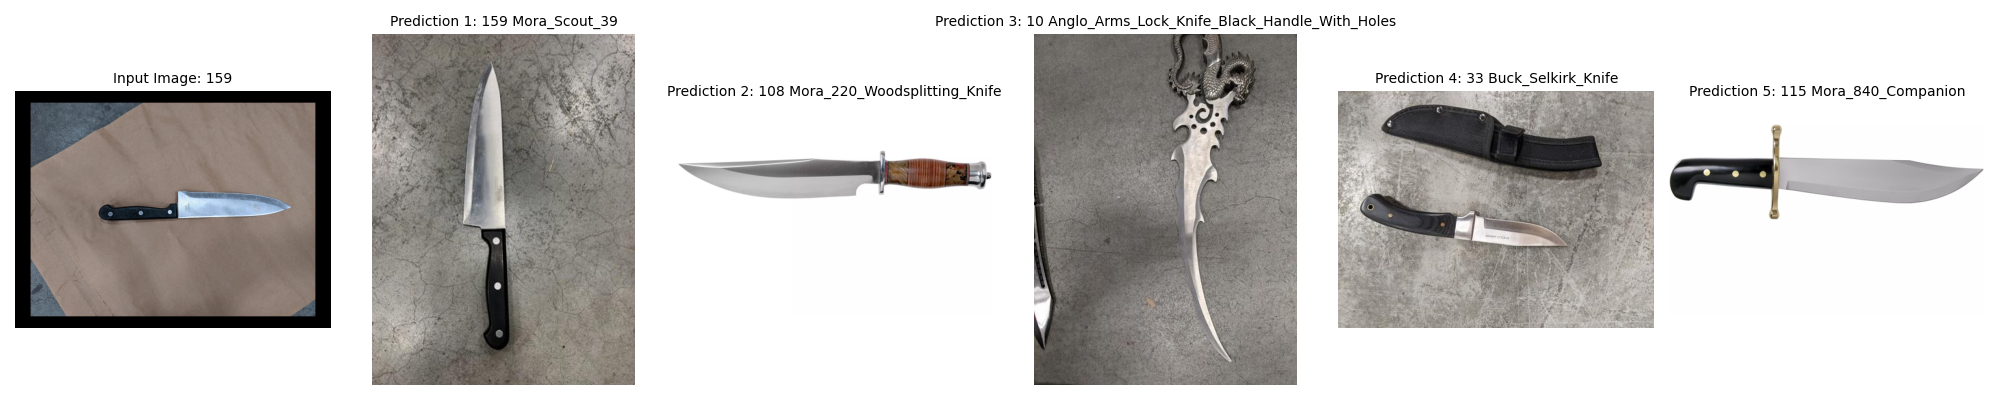 Input Image: 159
Prediction 1: 159 Mora_Scout_39
Prediction 2: 108 Mora_220_Woodsplitting_Knife
Prediction 3: 10 Anglo_Arms_Lock_Knife_Black_Handle_With_Holes
Prediction 4: 33 Buck_Selkirk_Knife
Prediction 5: 115 Mora_840_Companion